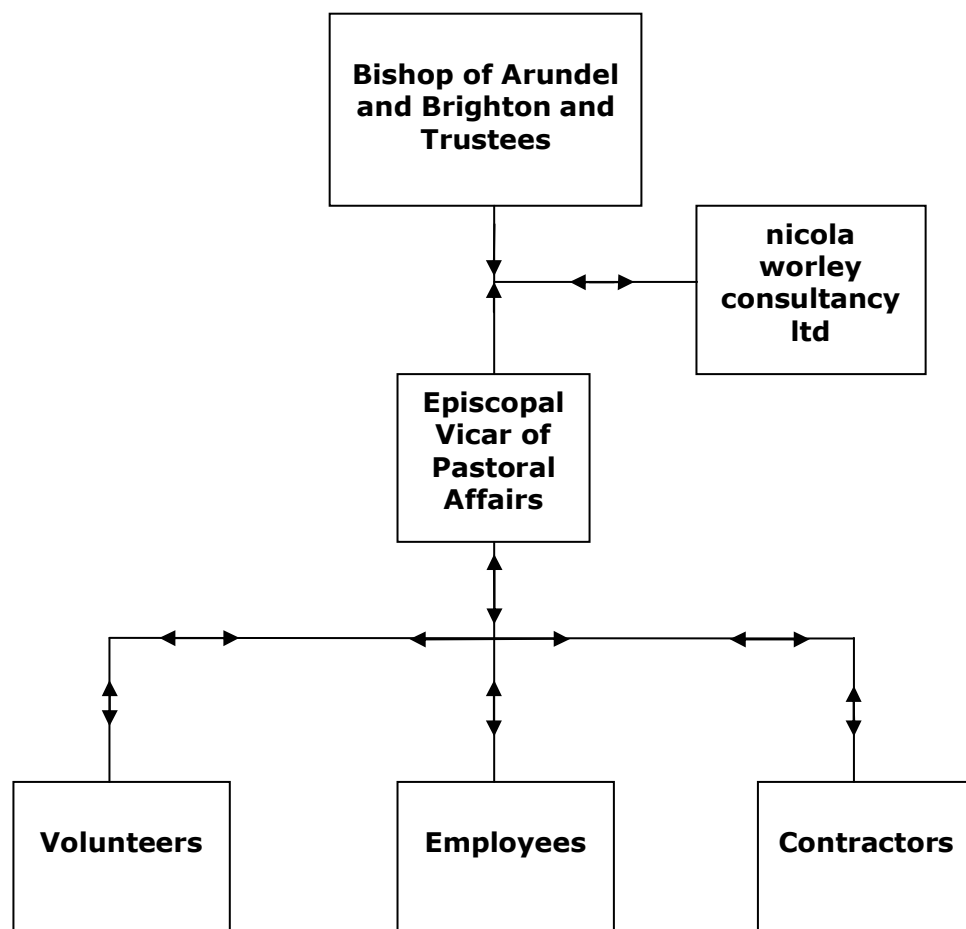 Bishop of Arundel
and Brighton and
Trustees
nicola
worley
consultancy
ltd
Episcopal
Vicar of
Pastoral
Affairs
Volunteers
Employees
Contractors